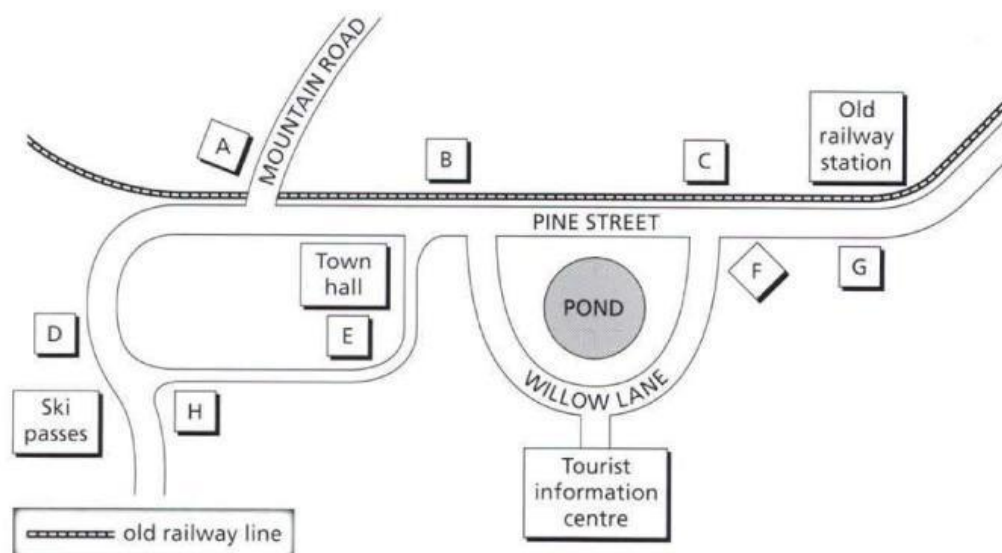 MOUNTAIN ROAD
A
B
C
Old
railway
station
PINE STREET
Town
hall
F
G
POND
D
E
WILLOW LANE
Ski
passes
H
Tourist
information
centre
old railway line